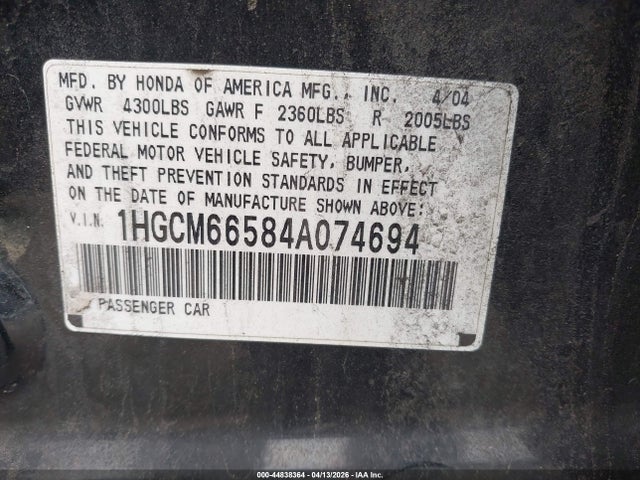 MFD. BY HONDA OF AMERICA MFG., INC. 4/04
GVWR 4300LBS GAWR F 2360LBS R 2005LBS
THIS VEHICLE CONFORMS TO ALL APPLICABLE
FEDERAL MOTOR VEHICLE SAFETY, BUMPER,
AND THEFT PREVENTION STANDARDS IN EFFECT
ON THE DATE OF MANUFACTURE SHOWN ABOVE:
V.I.N. 1HGCM66584A074694
PASSENGER CAR
000-44838364 | 04/13/2026 | IAA Inc.